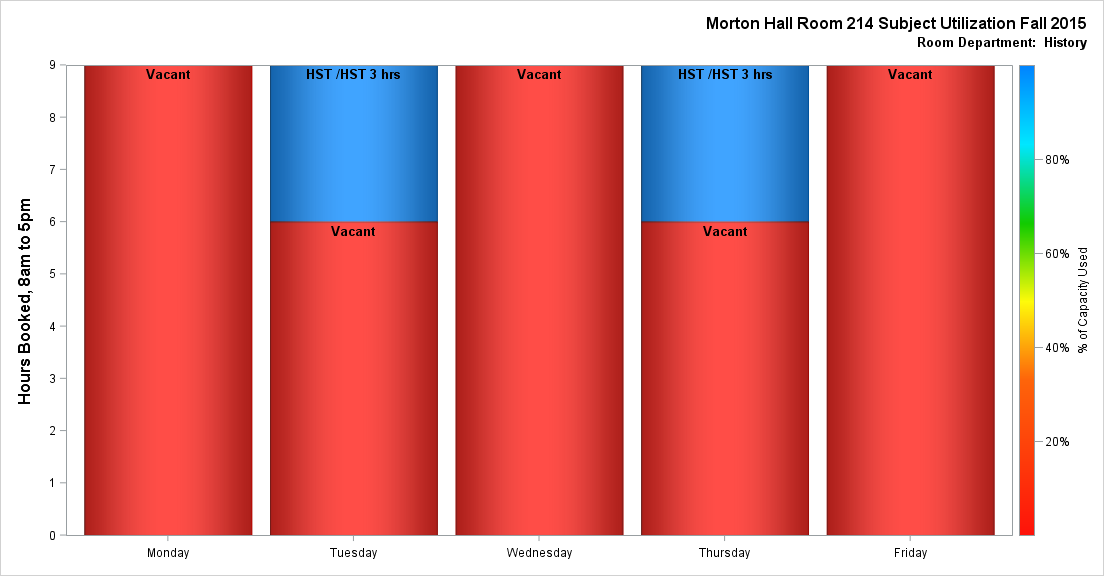 Morton Hall Room 214 Subject Utilization Fall 2015
Room Department:  History
Hours Booked, 8am to 5pm
9
8
7
6
5
4
3
2
1
0
Vacant
HST /HST 3 hrs
Vacant
HST /HST 3 hrs
Vacant
Vacant
Vacant
Monday
Tuesday
Wednesday
Thursday
Friday
80%
60%
40%
20%
% of Capacity Used